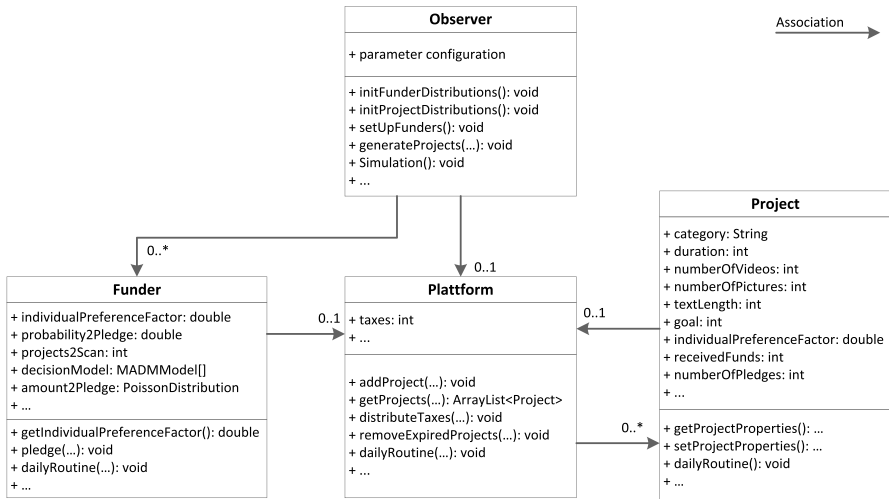 Observer
+ parameter configuration
+ initFunderDistributions(): void
+ initProjectDistributions(): void
+ setUpFunders(): void
+ generateProjects(...): void
+ Simulation(): void
+ ...
Association
0..*
0..1
Funder
+ individualPreferenceFactor: double
+ probability2Pledge: double
+ projects2Scan: int
+ decisionModel: MADMModel[]
+ amount2Pledge: PoissonDistribution
+ ...
+ getIndividualPreferenceFactor(): double
+ pledge(...): void
+ dailyRoutine(...): void
+ ...
0..1
Plattform
+ taxes: int
+ ...
+ addProject(...): void
+ getProjects(...): ArrayList<Project>
+ distributeTaxes(...): void
+ removeExpiredProjects(...): void
+ dailyRoutine(...): void
+ ...
0..1
0..*
Project
+ category: String
+ duration: int
+ numberOfVideos: int
+ numberOfPictures: int
+ textLength: int
+ goal: int
+ individualPreferenceFactor: double
+ receivedFunds: int
+ numberOfPledges: int
+ ...
+ getProjectProperties(): ...
+ setProjectProperties(): ...
+ dailyRoutine(): void
+ ...